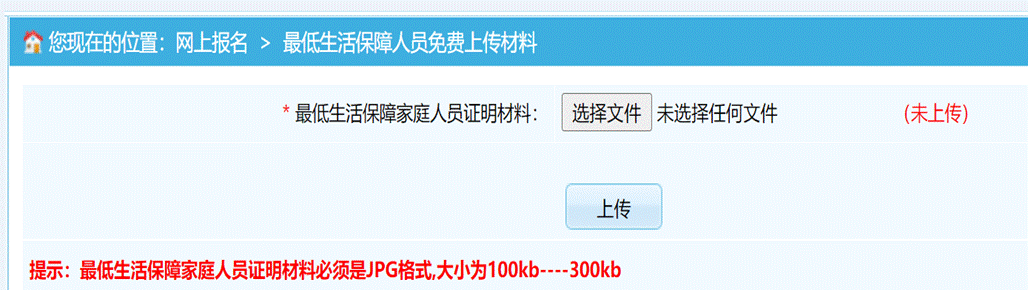 您现在的位置：网上报名 > 最低生活保障人员免费上传材料
* 最低生活保障家庭人员证明材料： 选择文件 未选择任何文件 (未上传)
上传
提示：最低生活保障家庭人员证明材料必须是JPG格式,大小为100kb----300kb